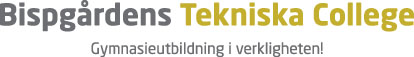 Bispgårdens Tekniska College
Gymnasieutbildning i verkligheten!